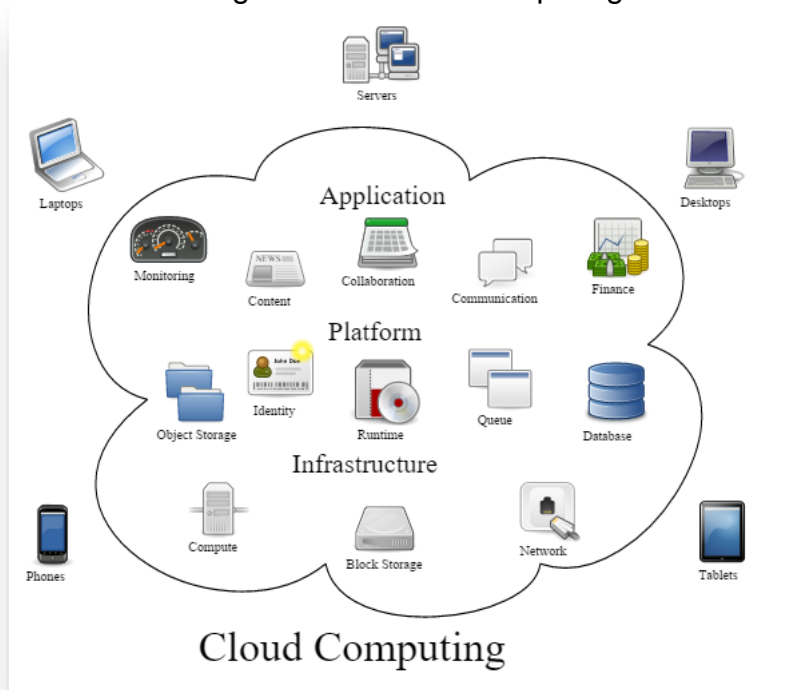 Servers
Laptops
Desktops
Application
Monitoring
NEWS
Content
Collaboration
Communication
Finance
Platform
John Doe
Object Storage
Identity
Runtime
Queue
Database
Infrastructure
Compute
Block Storage
Network
Phones
Tablets
Cloud Computing